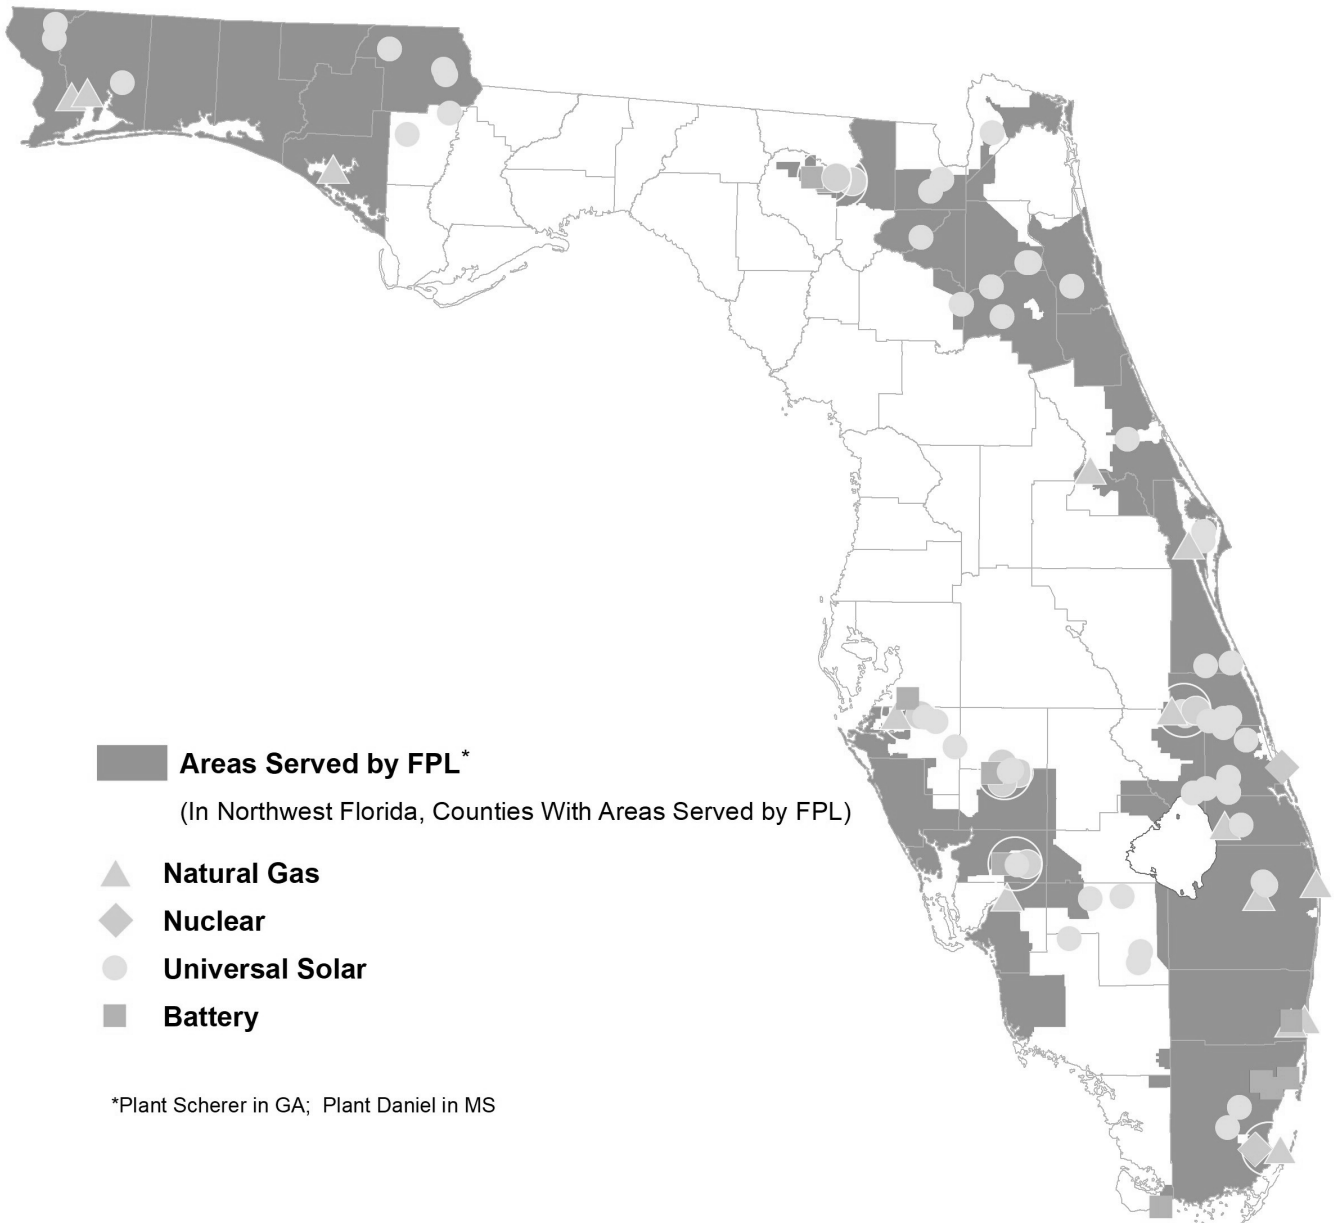 Areas Served by FPL*
(In Northwest Florida, Counties With Areas Served by FPL)
Natural Gas
Nuclear
Universal Solar
Battery
*Plant Scherer in GA; Plant Daniel in MS